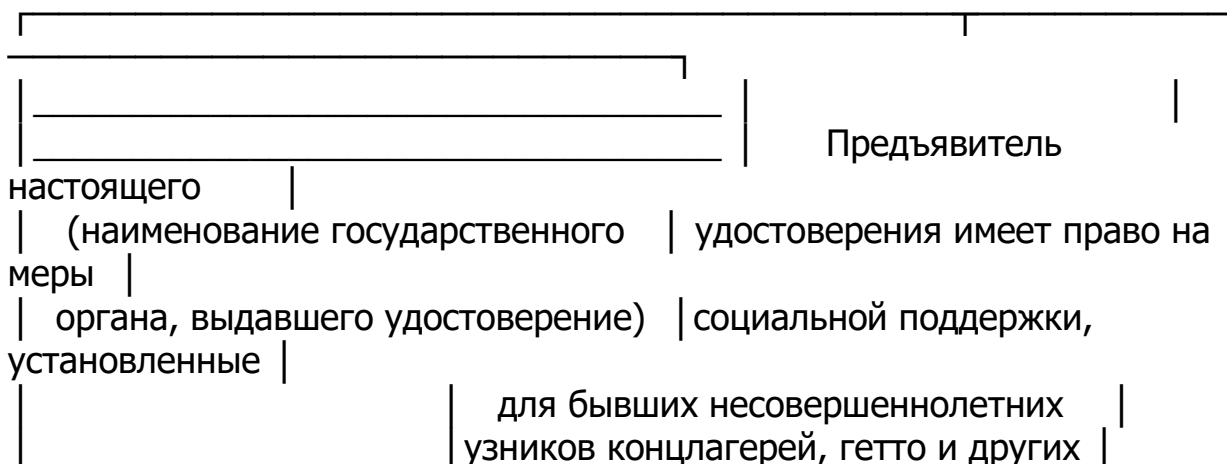 Предъявитель
настоящего
(наименование государственного удостоверения имеет право на
меры
органа, выдавшего удостоверение) социальной поддержки,
установленные
для бывших несовершеннолетних
узников концлагерей, гетто и других